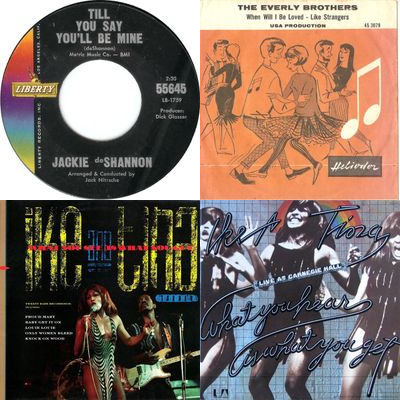 TILL
YOU SAY
YOU'LL BE MINE
(deShannon)
Metric Music Co. — BMI
2:30
LIBERTY
55645
LB-1759
Producer:
Dick Glasser
JACKIE deSHANNON
Arranged & Conducted by
Jack Nitzsche
THE EVERLY BROTHERS
When Will I Be Loved - Like Strangers
USA PRODUCTION
45 3079
Heliodor
IKE AND TINA
TURNER
PROUD MARY
BABY GET IT ON
LOUIE LOUIE
ONLY WOMEN BLEED
KNOCK ON WOOD
Ike & Tina
LIVE AT CARNEGIE HALL
What you hear
is what you get